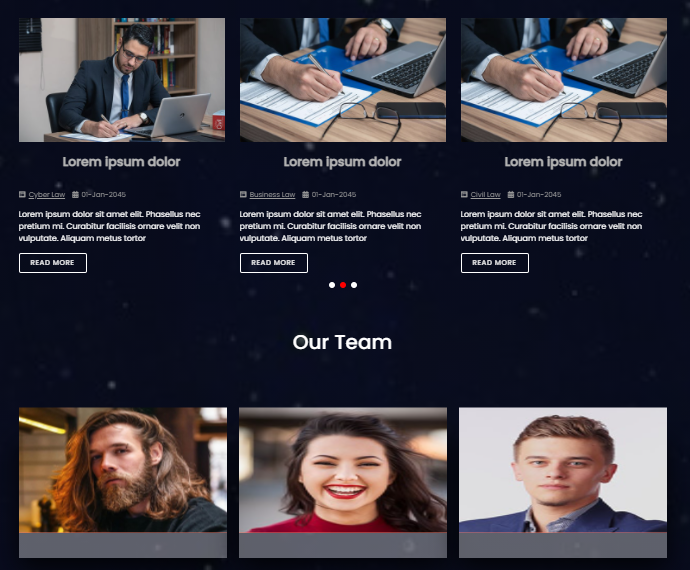 Lorem ipsum dolor
Cyber Law 01-Jan-2045
Lorem ipsum dolor sit amet elit. Phasellus nec
pretium mi. Curabitur facilisis ornare velit non
vulputate. Aliquam metus tortor
READ MORE
Lorem ipsum dolor
Business Law 01-Jan-2045
Lorem ipsum dolor sit amet elit. Phasellus nec
pretium mi. Curabitur facilisis ornare velit non
vulputate. Aliquam metus tortor
READ MORE
Lorem ipsum dolor
Civil Law 01-Jan-2045
Lorem ipsum dolor sit amet elit. Phasellus nec
pretium mi. Curabitur facilisis ornare velit non
vulputate. Aliquam metus tortor
READ MORE
Our Team